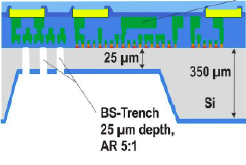 25 µm
350 µm
Si
BS-Trench
25 µm depth,
AR 5:1